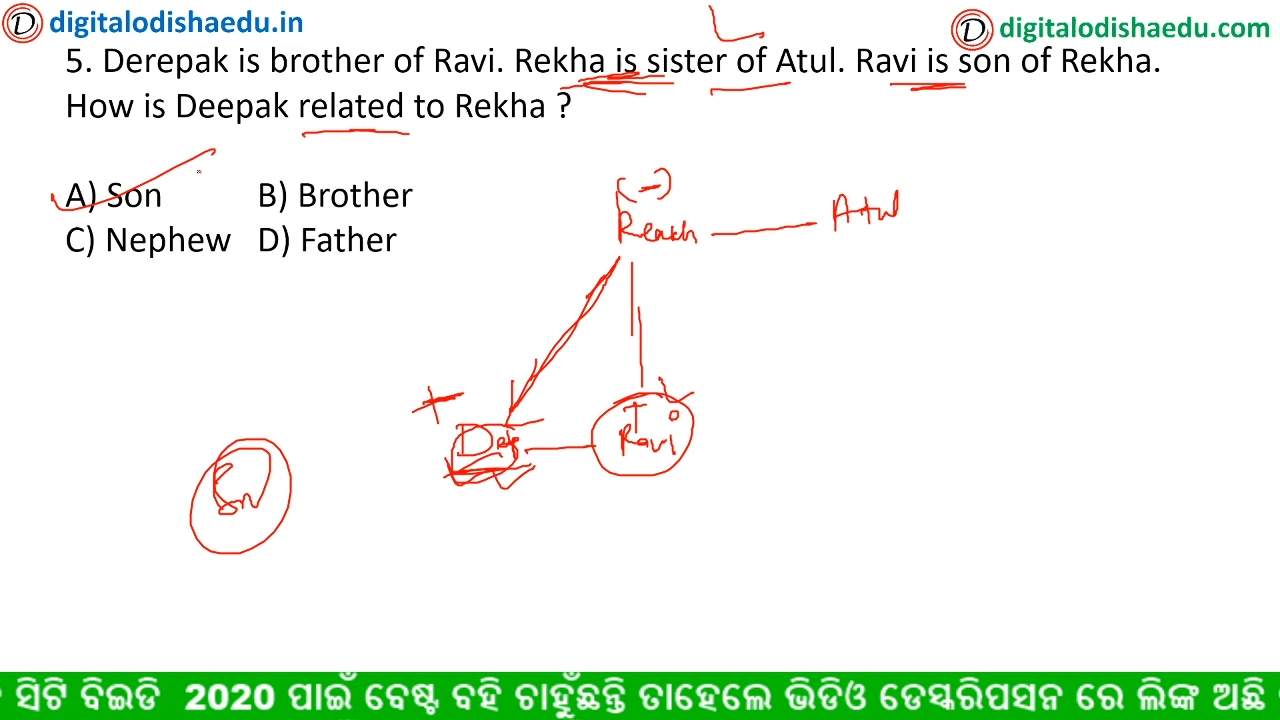 D digitalodishaedu.in
D digitalodishaedu.com
5. Derepak is brother of Ravi. Rekha is sister of Atul. Ravi is son of Rekha.
How is Deepak related to Rekha ?
A) Son B) Brother
C) Nephew D) Father
(-)
Atul
+
Ravi
ସିଟି ବିଇଡି 2020 ପାଇଁ ବେଷ୍ଟ ବହି ଚାହୁଁଛନ୍ତି ତାହେଲେ ଭିଡିଓ ଡେସ୍କରିପସନ ରେ ଲିଙ୍କ ଅଛି